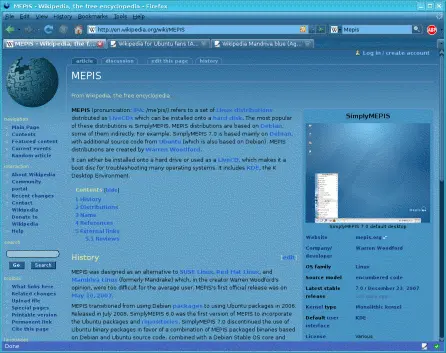 MEPIS - Wikipedia, the free encyclopedia - Firefox
File Edit View History Bookmarks Tools Help
http://en.wikipedia.org/wiki/MEPIS
Wikipedia
MEPIS - Wikipedia, the f...
Wikipedia for Ubuntu fans (A...
Wikipedia Mandriva blue (Ag...
Log in / create account
article discussion edit this page history
MEPIS
From Wikipedia, the free encyclopedia
MEPIS (pronunciation: IPA: /mɛpɪs/) refers to a set of Linux distributions
distributed as LiveCDs which can be installed onto a hard disk. The most popular
of these distributions is SimplyMEPIS. MEPIS distributions are based on Debian,
some of them indirectly. For example, SimplyMEPIS 7.0 is based mainly on Debian,
with additional source code from Ubuntu (which is also based on Debian). MEPIS
distributions are created by Warren Woodford.
It can either be installed onto a hard drive or used as a LiveCD, which makes it a
boot disc for troubleshooting many operating systems. It includes KDE, the K
Desktop Environment.
Contents [hide]
1 History
2 Distributions
3 Name
4 References
5 External links
5.1 Reviews
History
[edit]
MEPIS was designed as an alternative to SUSE Linux, Red Hat Linux, and
Mandriva Linux (formerly Mandrake) which, in the creator Warren Woodford's
opinion, were too difficult for the average user. MEPIS's first official release was on
May 10, 2003.
MEPIS transitioned from using Debian packages to using Ubuntu packages in 2006.
Released in July 2006, SimplyMEPIS 6.0 was the first version of MEPIS to incorporate
the Ubuntu packages and repositories. SimplyMEPIS 7.0 discontinued the use of
Ubuntu binary packages in favor of a combination of MEPIS packaged binaries based
on Debian and Ubuntu source code, combined with a Debian Stable OS core and
SimplyMEPIS
SimplyMEPIS 7.0 default desktop
Website mepis.org
Company/ developer Warren Woodford
OS family Linux
Source model
Latest stable release 7.0 / December 23, 2007
Kernel type Monolithic kernel
Default user interface KDE
License Various
navigation
Main Page
Contents
Featured content
Current events
Random article
interaction
About Wikipedia
Community portal
Recent changes
Contact Wikipedia
Donate to Wikipedia
Help
search
Go Search
toolbox
What links here
Related changes
Upload file
Special pages
Printable version
Permanent link
Cite this page
Done